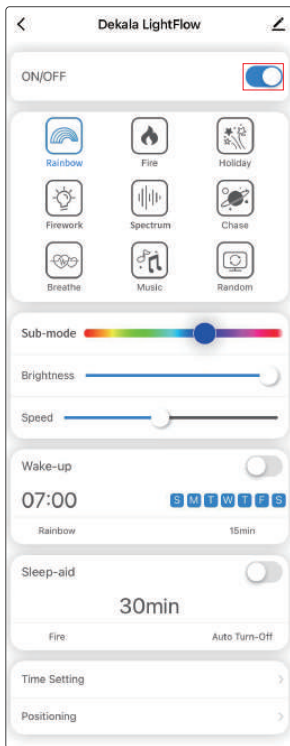 Dekala LightFlow
ON/OFF
Rainbow Fire Holiday
Firework Spectrum Chase
Breathe Music Random
Sub-mode
Brightness
Speed
Wake-up
07:00 S M T W T F S
Rainbow 15min
Sleep-aid
30min
Fire Auto Turn-Off
Time Setting
Positioning